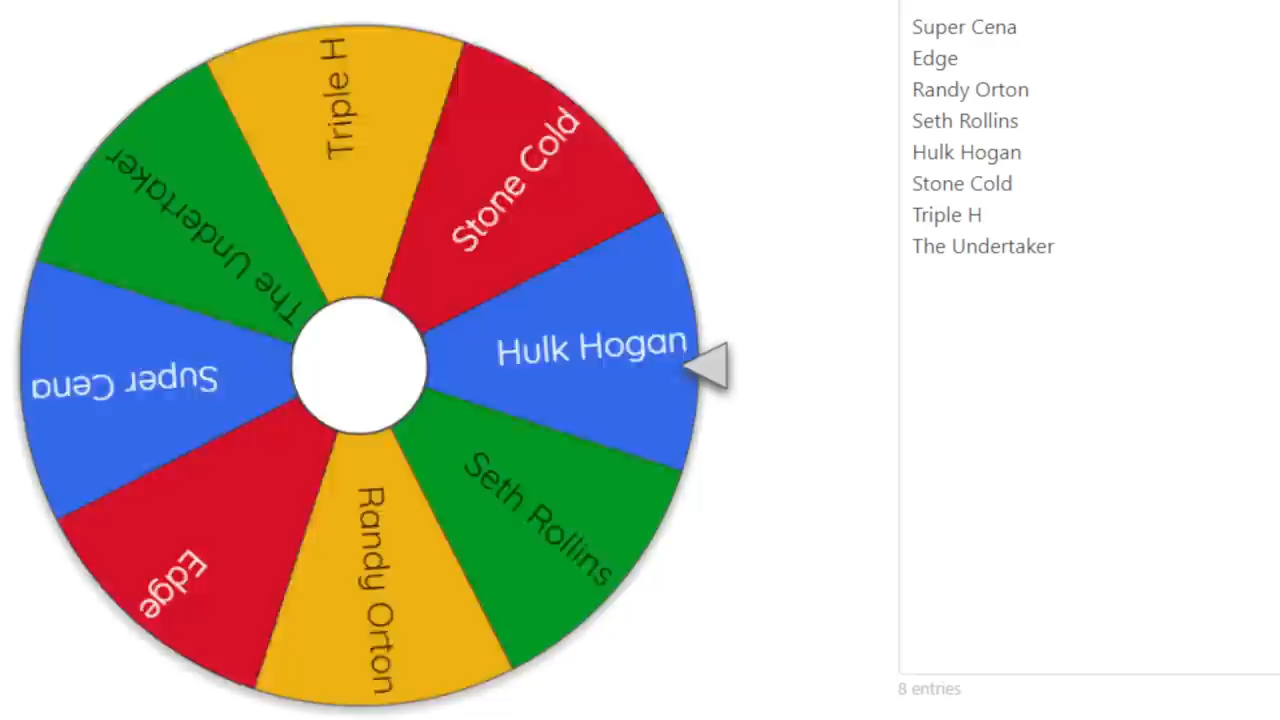 Triple H
Stone Cold
The Undertaker
Hulk Hogan
Super Cena
Seth Rollins
Randy Orton
Edge
Super Cena
Edge
Randy Orton
Seth Rollins
Hulk Hogan
Stone Cold
Triple H
The Undertaker
8 entries